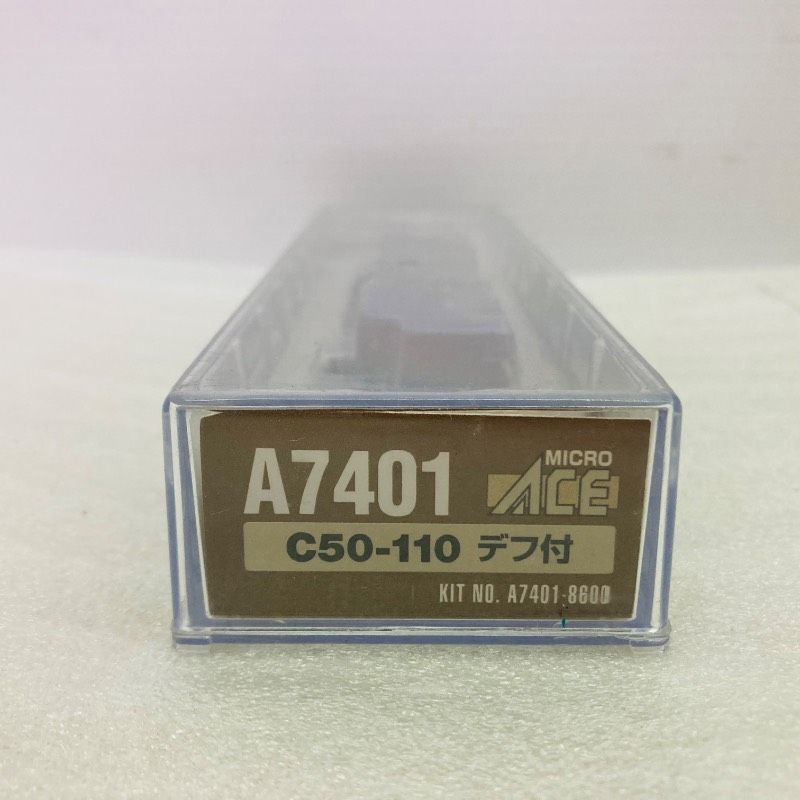 A7401
MICRO
ACE
C50-110 デフ付
KIT NO. A7401-8600